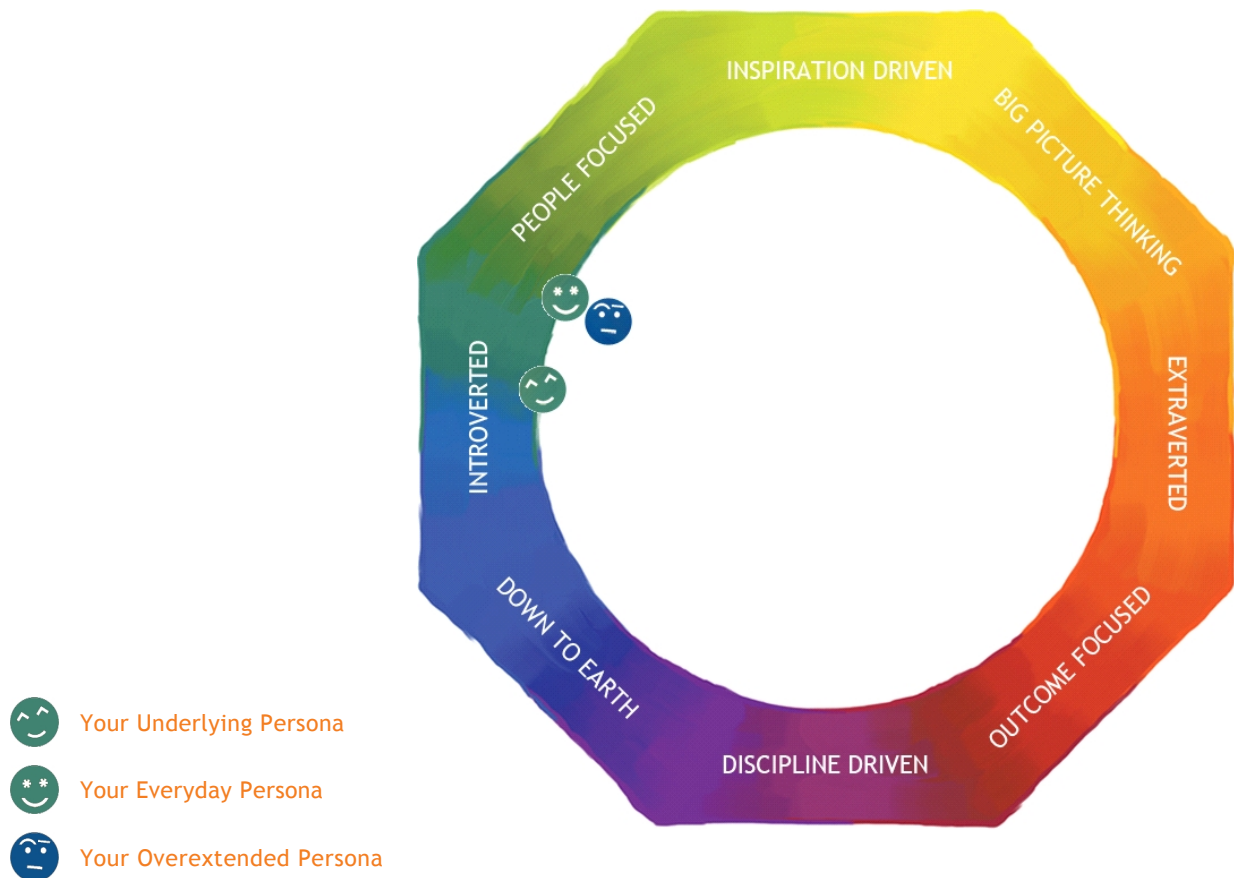 INSPIRATION DRIVEN
BIG PICTURE THINKING
PEOPLE FOCUSED
EXTRAVERTED
INTROVERTED
OUTCOME FOCUSED
DOWN TO EARTH
DISCIPLINE DRIVEN
Your Underlying Persona
Your Everyday Persona
Your Overextended Persona